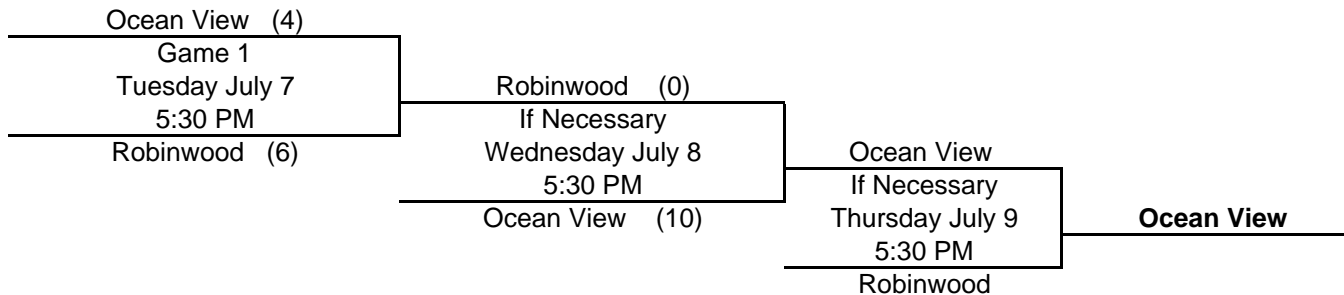 Ocean View (4)
Game 1
Tuesday July 7
5:30 PM
Robinwood (6)
Robinwood (0)
If Necessary
Wednesday July 8
5:30 PM
Ocean View (10)
Ocean View
If Necessary
Thursday July 9
5:30 PM
Robinwood
Ocean View